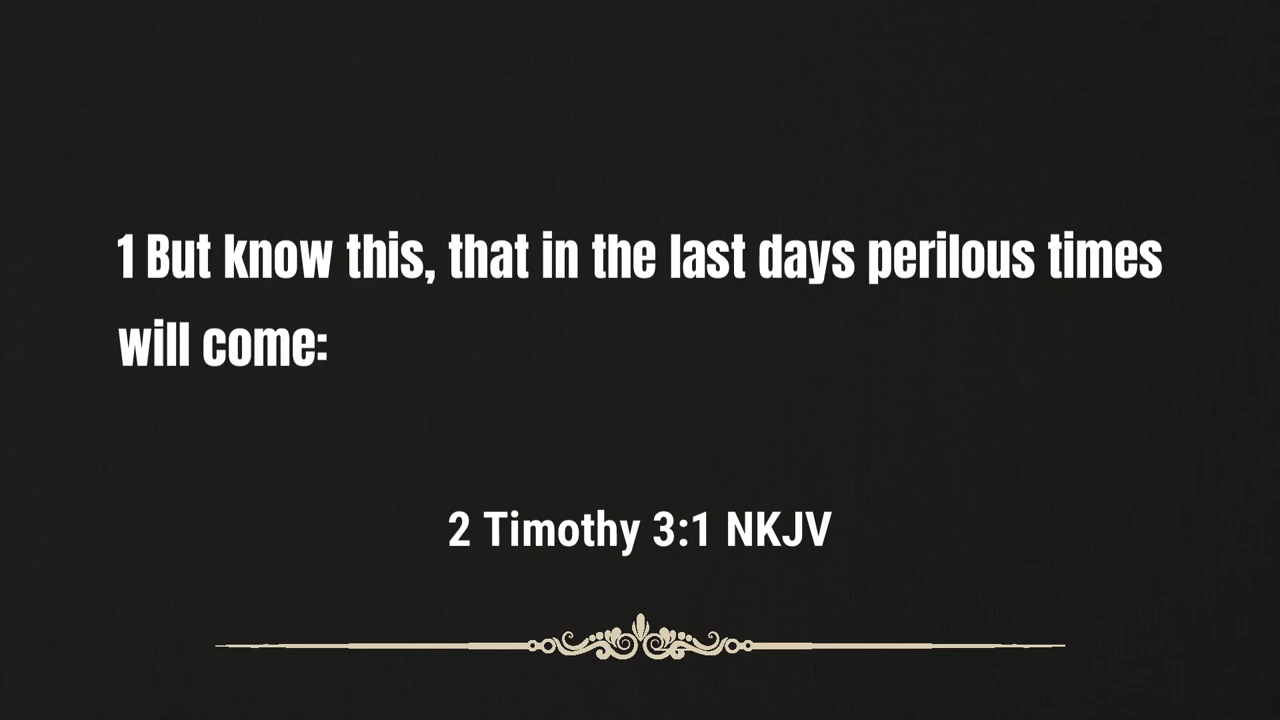 1 But know this, that in the last days perilous times
will come:
2 Timothy 3:1 NKJV